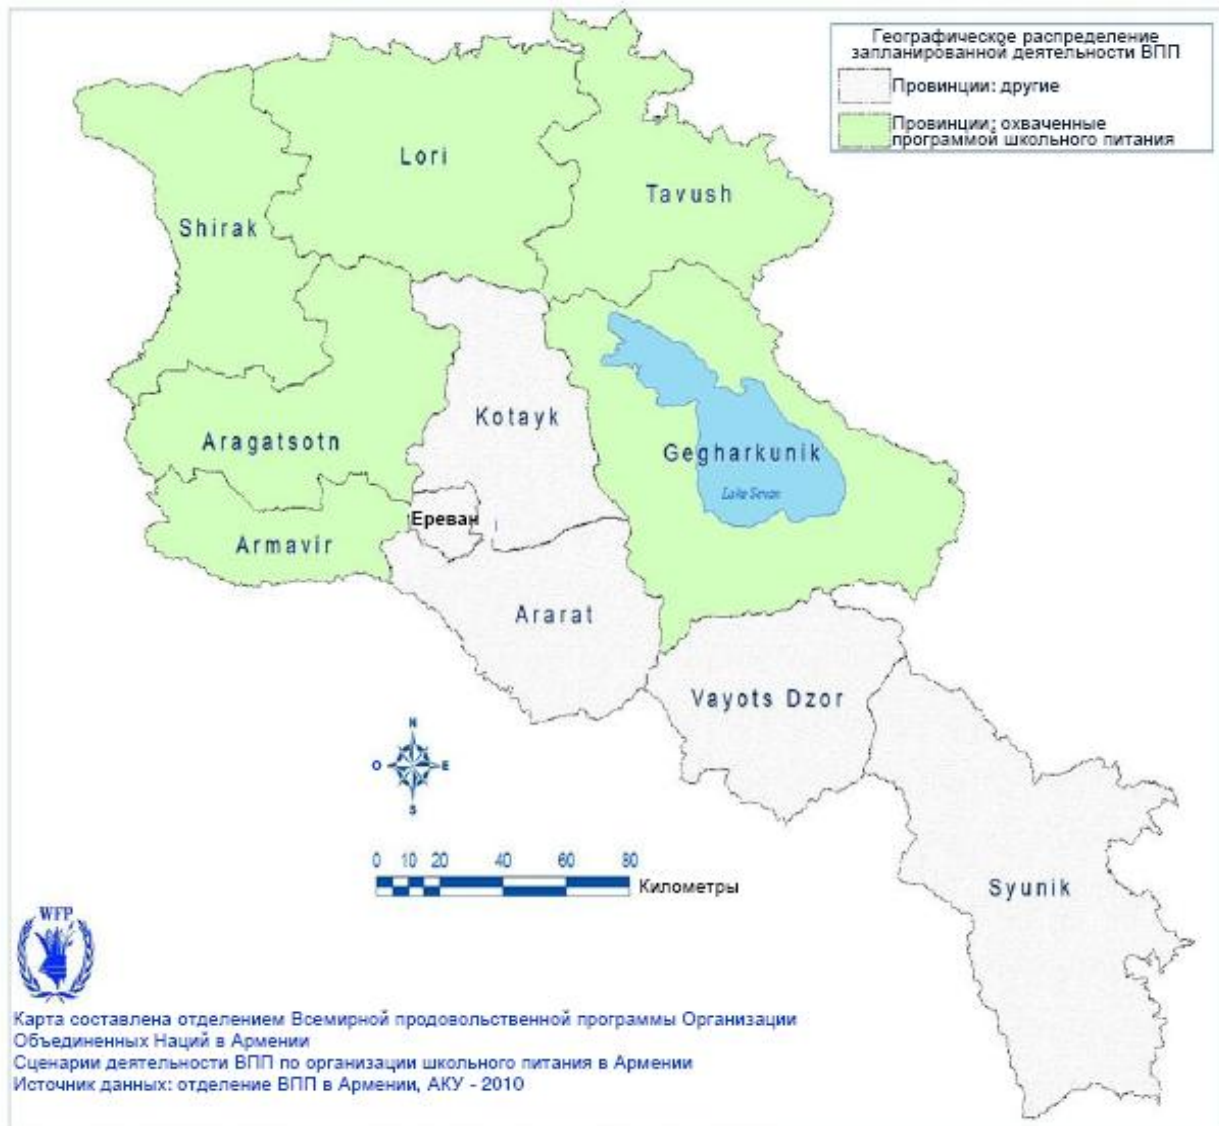 Географическое распределение
запланированной деятельности ВПП
Провинции: другие
Провинции; охваченные
программой школьного питания
Lori
Tavush
Shirak
Kotayk
Aragatsotn
Gegharkunik
Lake Sevan
Ереван
Armavir
Ararat
Vayots Dzor
N
O E
S
0 10 20 40 60 80
Километры
Syunik
WFP
Карта составлена отделением Всемирной продовольственной программы Организации
Объединенных Наций в Армении
Сценарии деятельности ВПП по организации школьного питания в Армении
Источник данных: отделение ВПП в Армении, АКУ - 2010